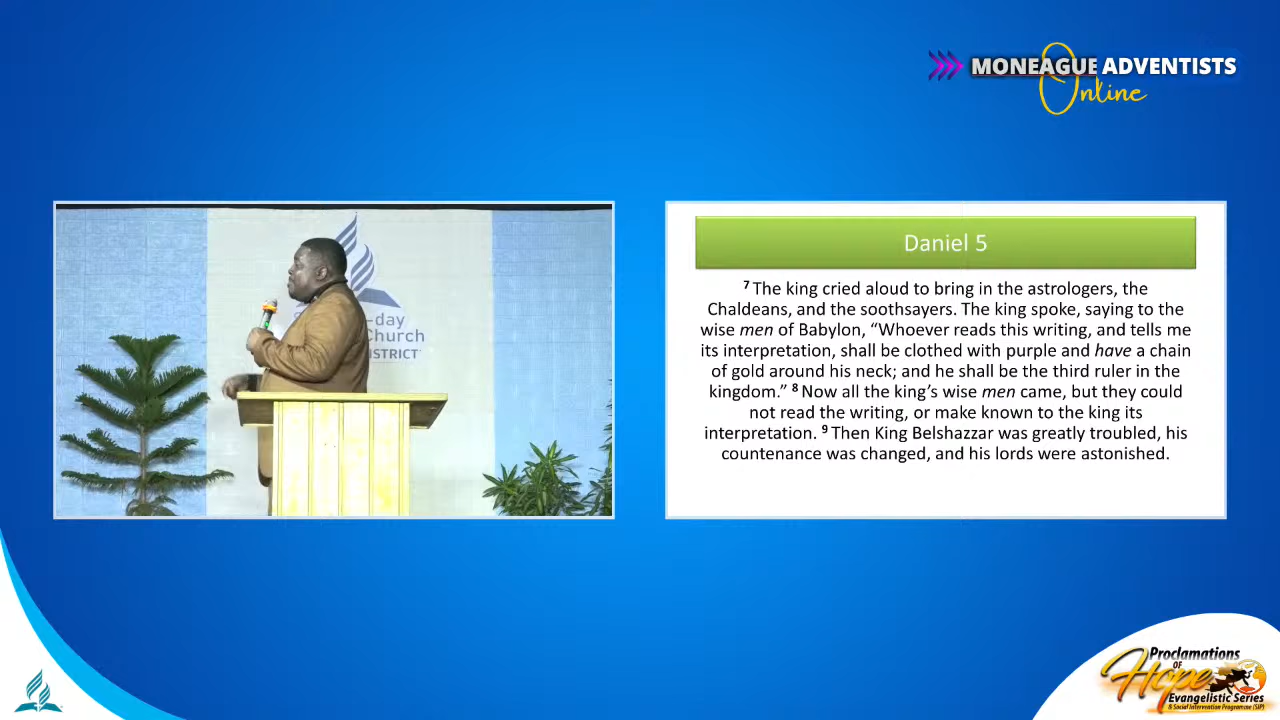 MONEAGUE ADVENTISTS
Online
-day
Church
ISTRICT
Daniel 5
7 The king cried aloud to bring in the astrologers, the
Chaldeans, and the soothsayers. The king spoke, saying to the
wise men of Babylon, “Whoever reads this writing, and tells me
its interpretation, shall be clothed with purple and have a chain
of gold around his neck; and he shall be the third ruler in the
kingdom.” 8 Now all the king’s wise men came, but they could
not read the writing, or make known to the king its
interpretation. 9 Then King Belshazzar was greatly troubled, his
countenance was changed, and his lords were astonished.
Proclamations
OF
Hope
Evangelistic Series
& Social Intervention Programme (SIP)